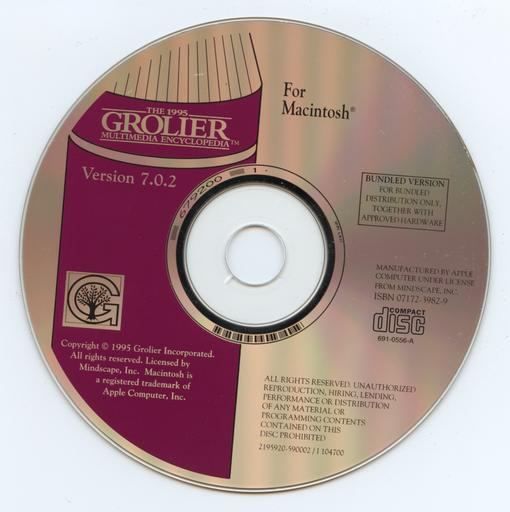 THE 1995
GROLIER
MULTIMEDIA ENCYCLOPEDIA™
Version 7.0.2
For
Macintosh®
BUNDLED VERSION
FOR BUNDLED
DISTRIBUTION ONLY,
TOGETHER WITH
APPROVED HARDWARE
MANUFACTURED BY APPLE
COMPUTER UNDER LICENSE
FROM MINDSCAPE, INC.
ISBN 07172-3982-9
COMPACT
disc
691-0556-A
G
Copyright © 1995 Grolier Incorporated.
All rights reserved. Licensed by
Mindscape, Inc. Macintosh is
a registered trademark of
Apple Computer, Inc.
ALL RIGHTS RESERVED. UNAUTHORIZED
REPRODUCTION, HIRING, LENDING,
PERFORMANCE OR DISTRIBUTION
OF ANY MATERIAL OR
PROGRAMMING CONTENTS
CONTAINED ON THIS
DISC PROHIBITED
2195920-590002 / 1 104700